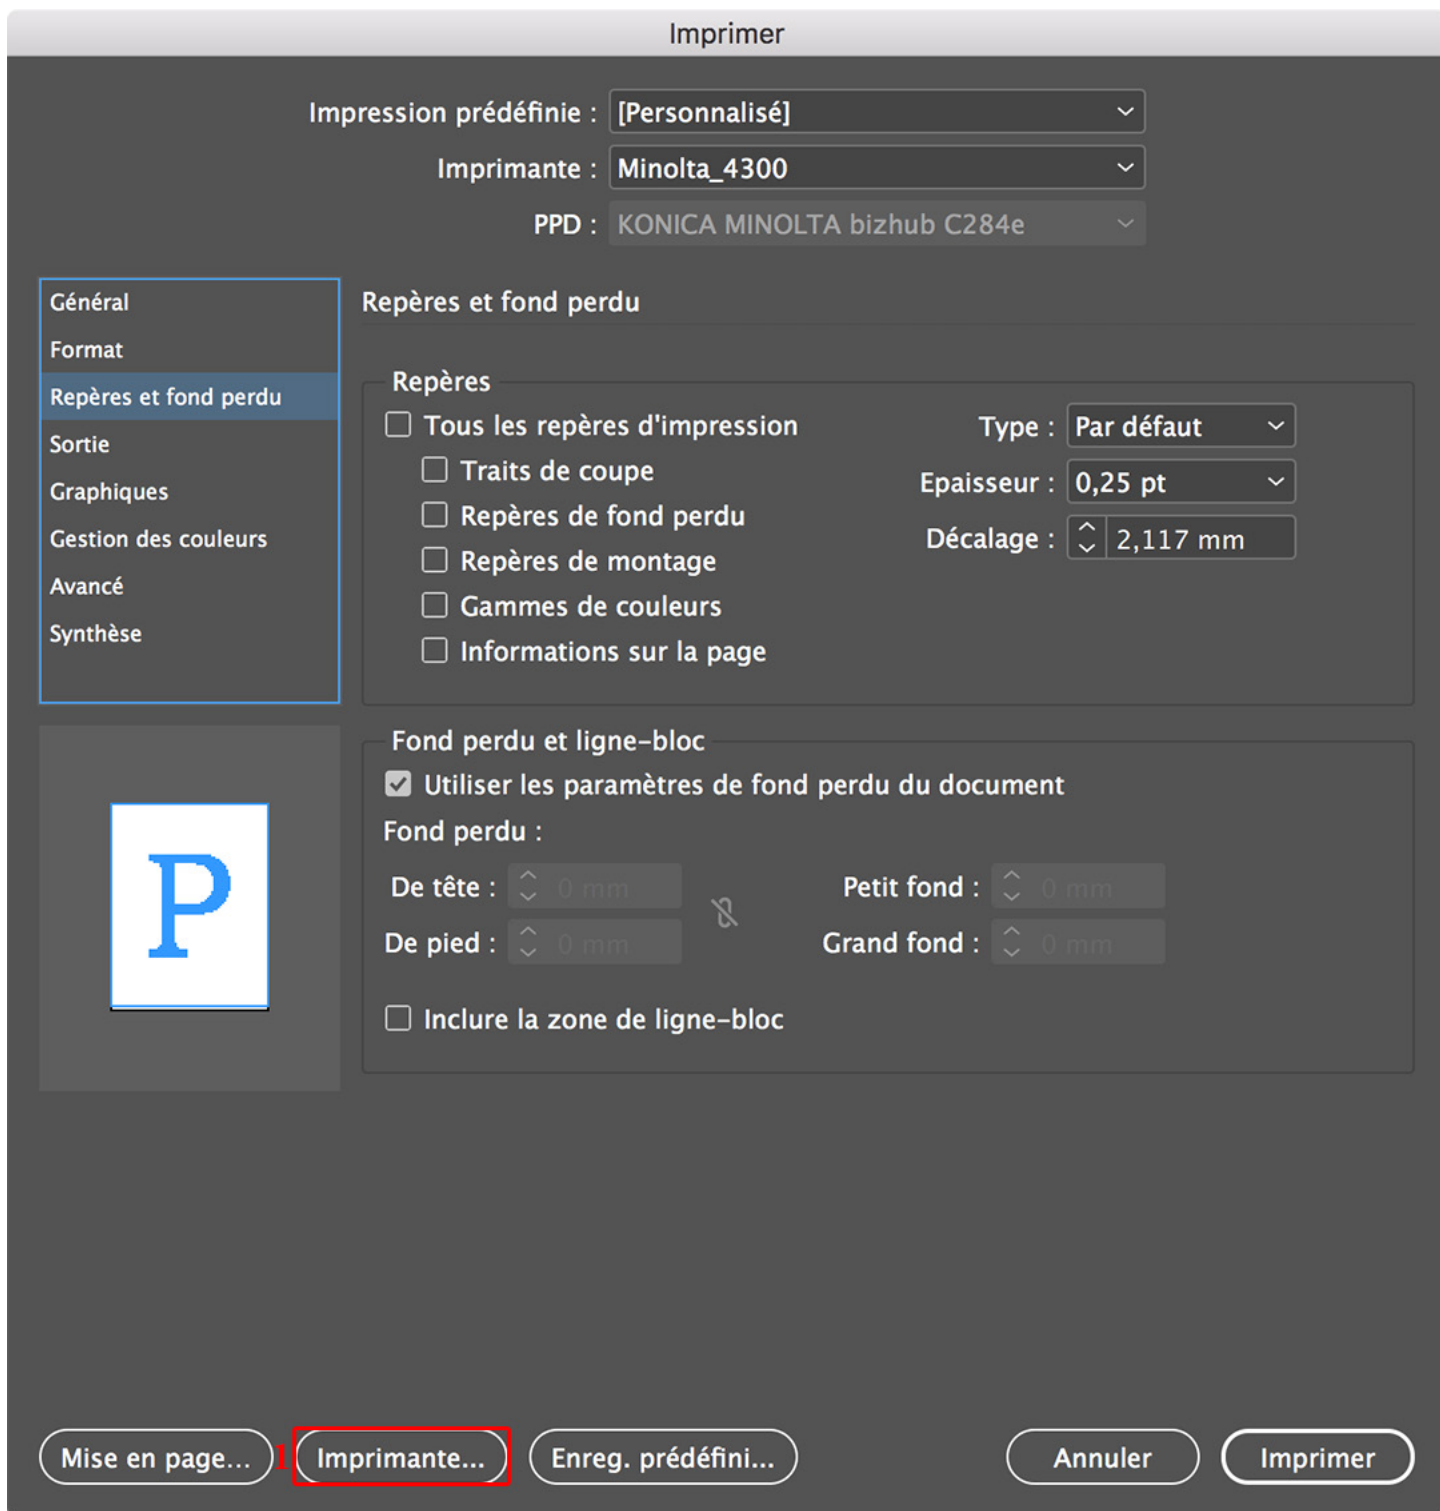 Imprimer
Impression prédéfinie : [Personnalisé]
Imprimante : Minolta_4300
PPD : KONICA MINOLTA bizhub C284e
Général
Format
Repères et fond perdu
Sortie
Graphiques
Gestion des couleurs
Avancé
Synthèse
Repères et fond perdu
Repères
Tous les repères d'impression
Traits de coupe
Repères de fond perdu
Repères de montage
Gammes de couleurs
Informations sur la page
Type : Par défaut
Epaisseur : 0,25 pt
Décalage : 2,117 mm
P
Fond perdu et ligne-bloc
Utiliser les paramètres de fond perdu du document
Fond perdu :
De tête : 0 mm
Petit fond : 0 mm
De pied : 0 mm
Grand fond : 0 mm
Inclure la zone de ligne-bloc
Mise en page... 1 Imprimante... Enreg. prédéfini... Annuler Imprimer